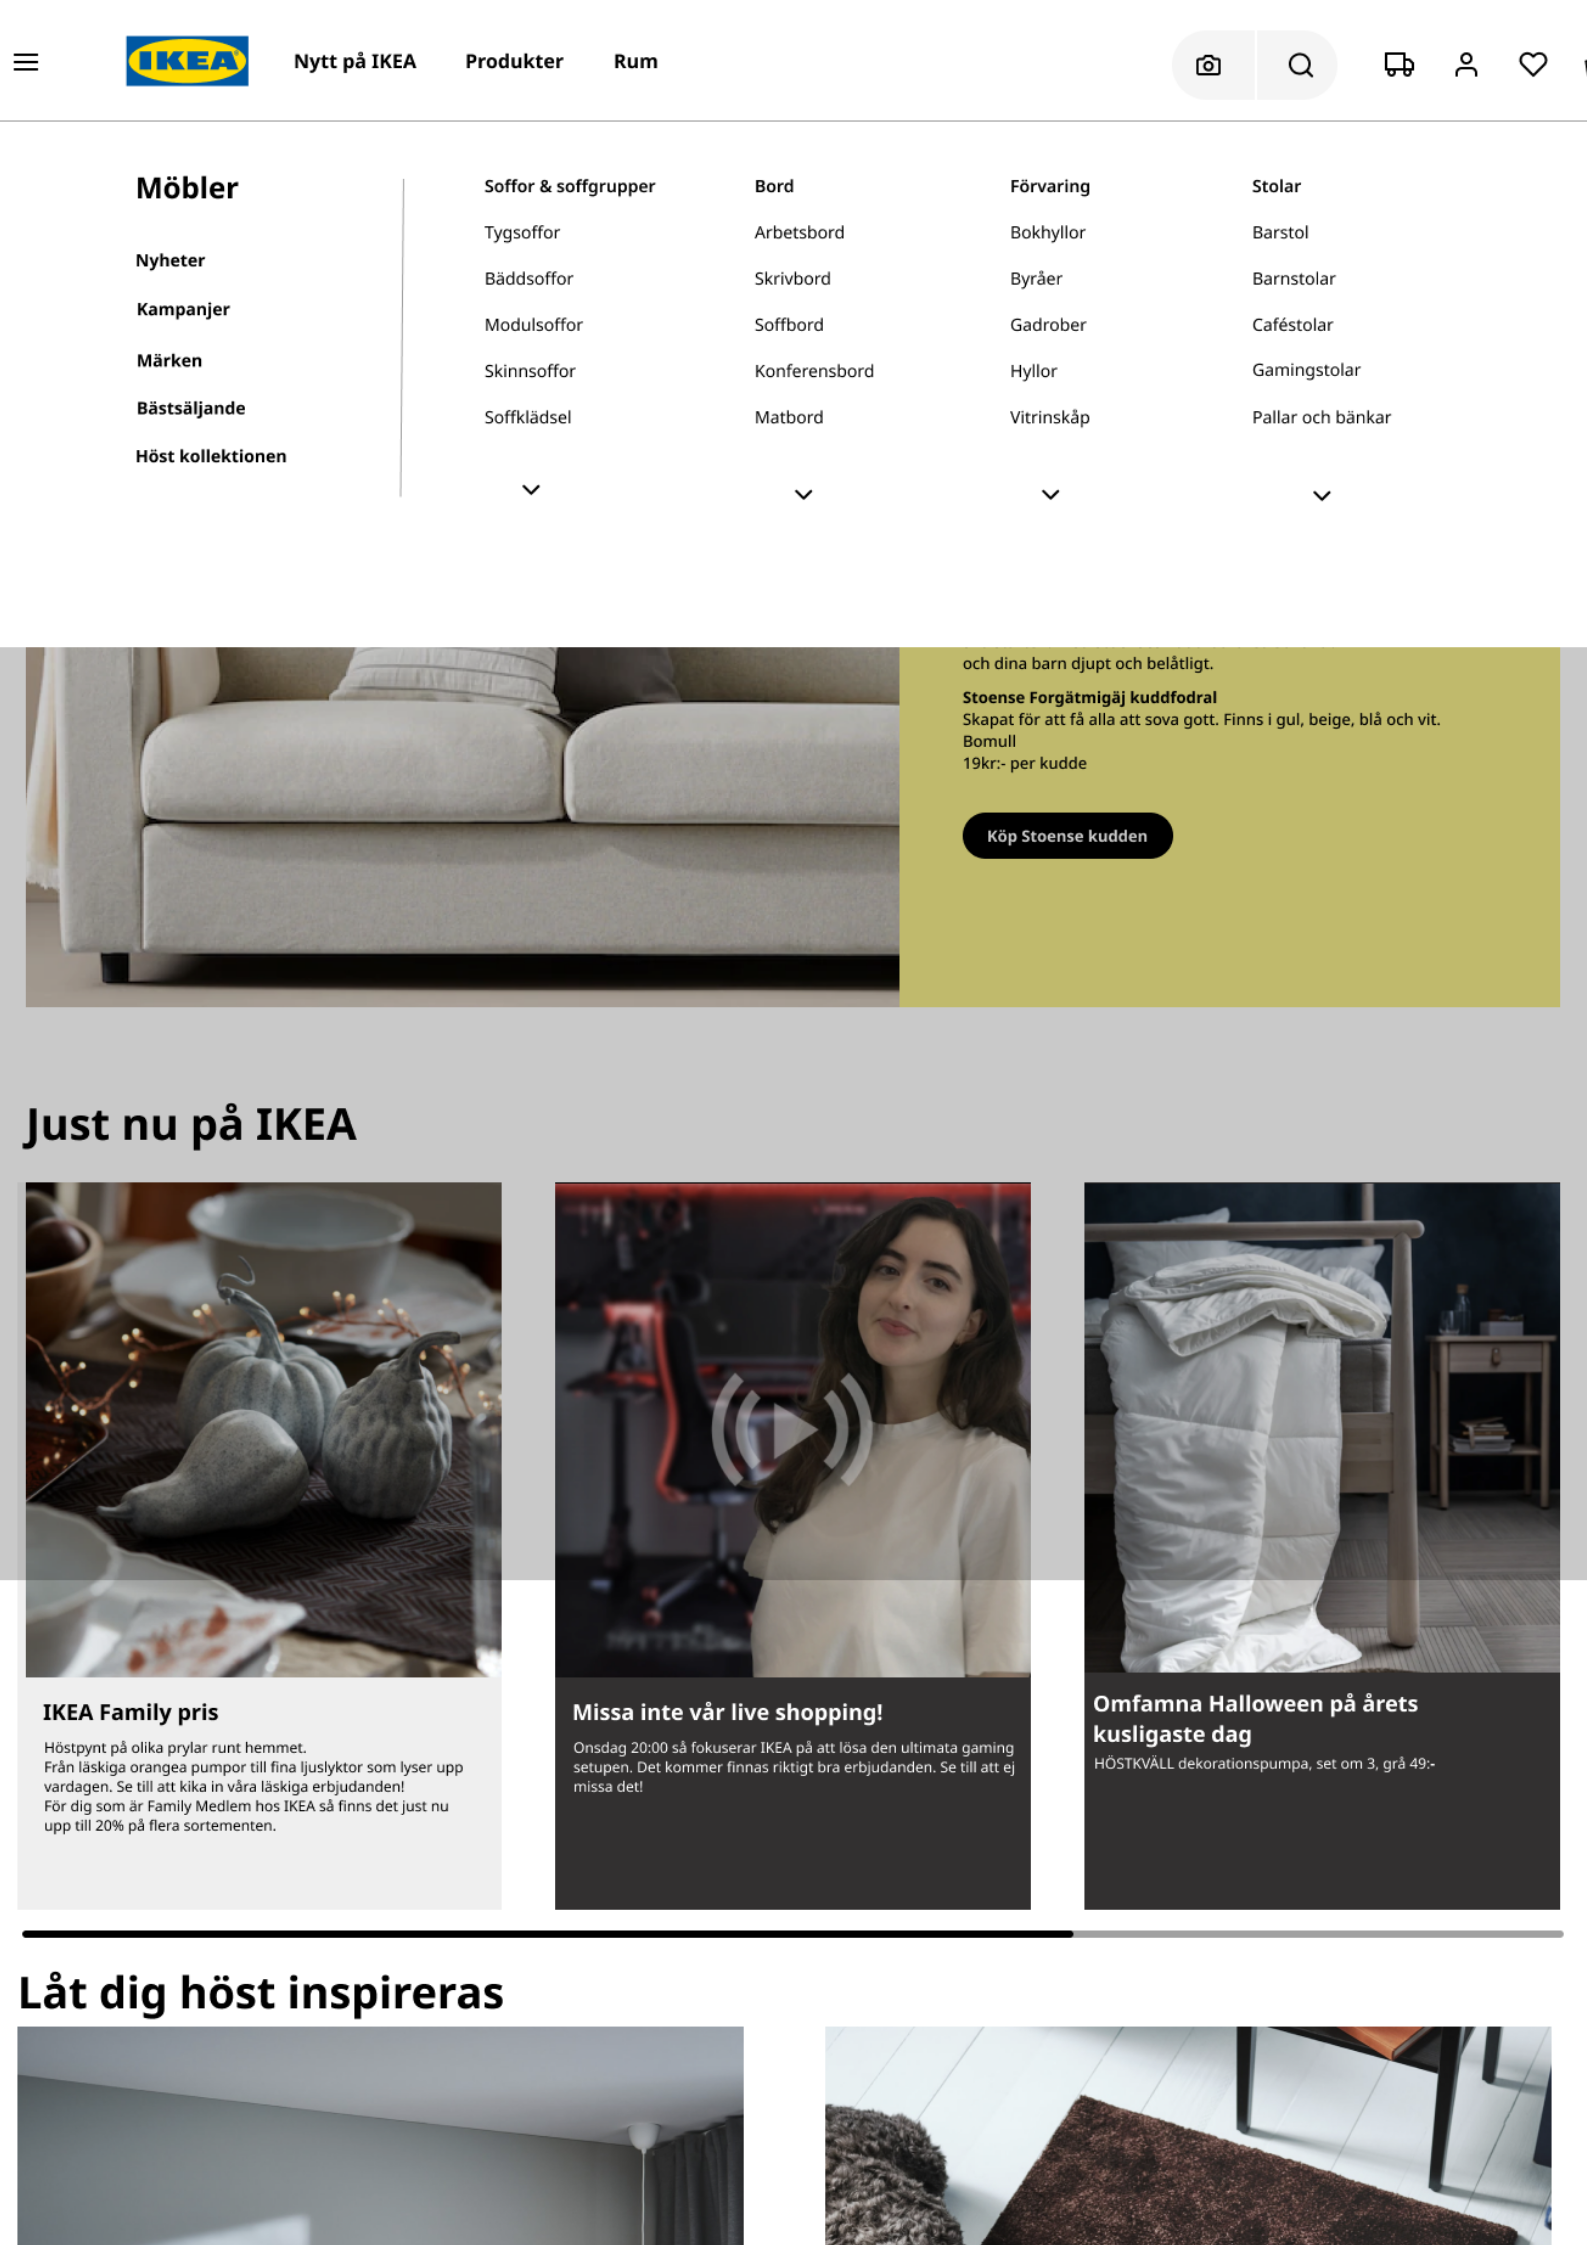 IKEA
Nytt på IKEA
Produkter
Rum
Möbler
Nyheter
Kampanjer
Märken
Bästsäljande
Höst kollektionen
Soffor & soffgrupper
Tygsoffor
Bäddsoffor
Modulsoffor
Skinnsoffor
Soffklädsel
Bord
Arbetsbord
Skrivbord
Soffbord
Konferensbord
Matbord
Förvaring
Bokhyllor
Byråer
Gadrober
Hyllor
Vitrinskåp
Stolar
Barstol
Barnstolar
Caféstolar
Gamingstolar
Pallar och bänkar
och dina barn djupt och belåtligt.
Stoense Forgätmigäj kuddfodral
Skapat för att få alla att sova gott. Finns i gul, beige, blå och vit.
Bomull
19kr:- per kudde
Köp Stoense kudden
Just nu på IKEA
IKEA Family pris
Höstpynt på olika prylar runt hemmet.
Från läskiga orangea pumpor till fina ljuslyktor som lyser upp
vardagen. Se till att kika in våra läskiga erbjudanden!
För dig som är Family Medlem hos IKEA så finns det just nu
upp till 20% på flera sortementen.
Missa inte vår live shopping!
Onsdag 20:00 så fokuserar IKEA på att lösa den ultimata gaming
setupen. Det kommer finnas riktigt bra erbjudanden. Se till att ej
missa det!
Omfamna Halloween på årets
kusligaste dag
HÖSTKVÄLL dekorationspumpa, set om 3, grå 49:-
Låt dig höst inspireras